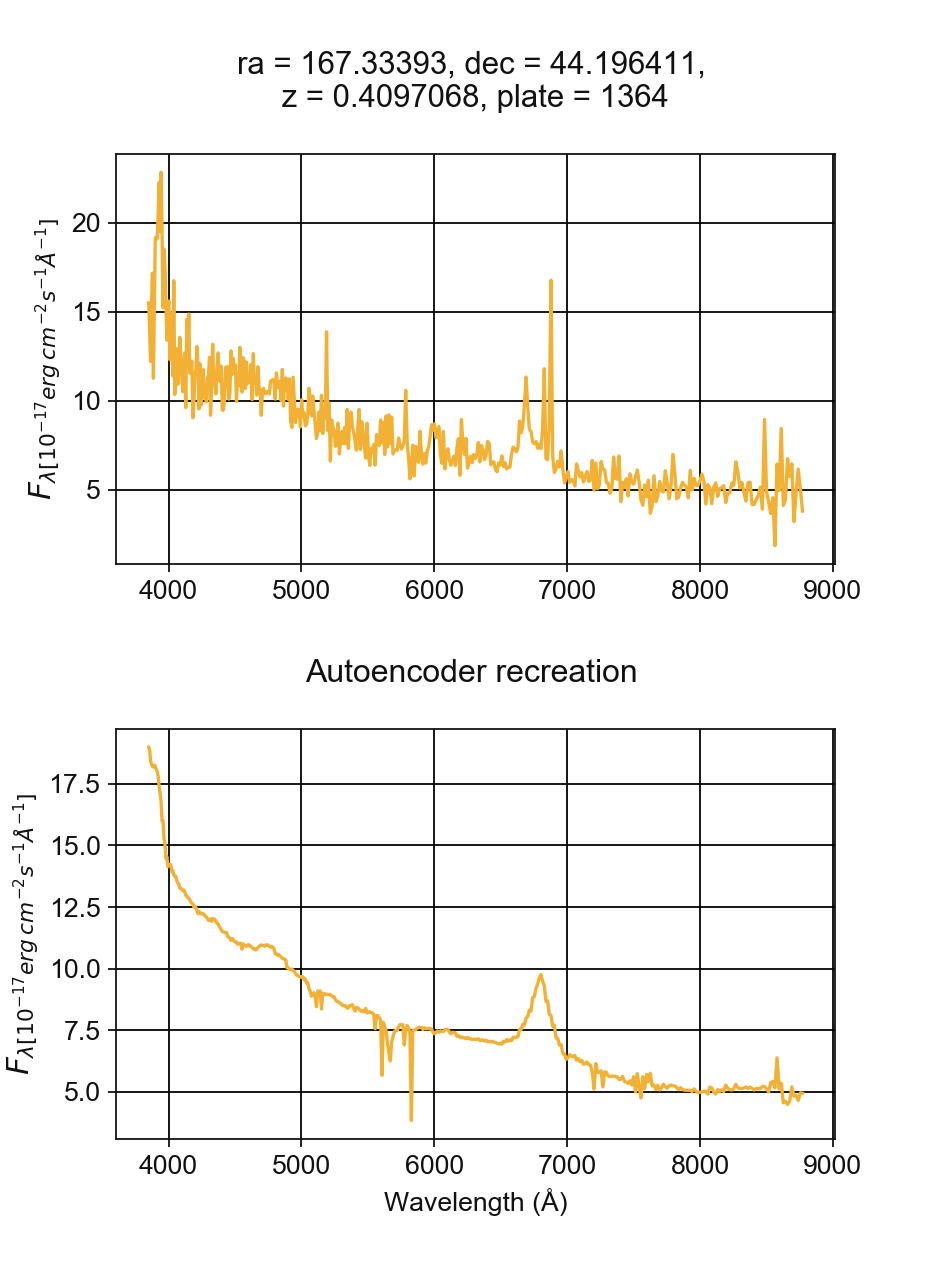 ra = 167.33393, dec = 44.196411,
z = 0.4097068, plate = 1364
F_λ[10⁻¹⁷erg cm⁻²s⁻¹Å⁻¹]
20
15
10
5
4000 5000 6000 7000 8000 9000
Autoencoder recreation
F_λ[10⁻¹⁷erg cm⁻²s⁻¹Å⁻¹]
17.5
15.0
12.5
10.0
7.5
5.0
4000 5000 6000 7000 8000 9000
Wavelength (Å)